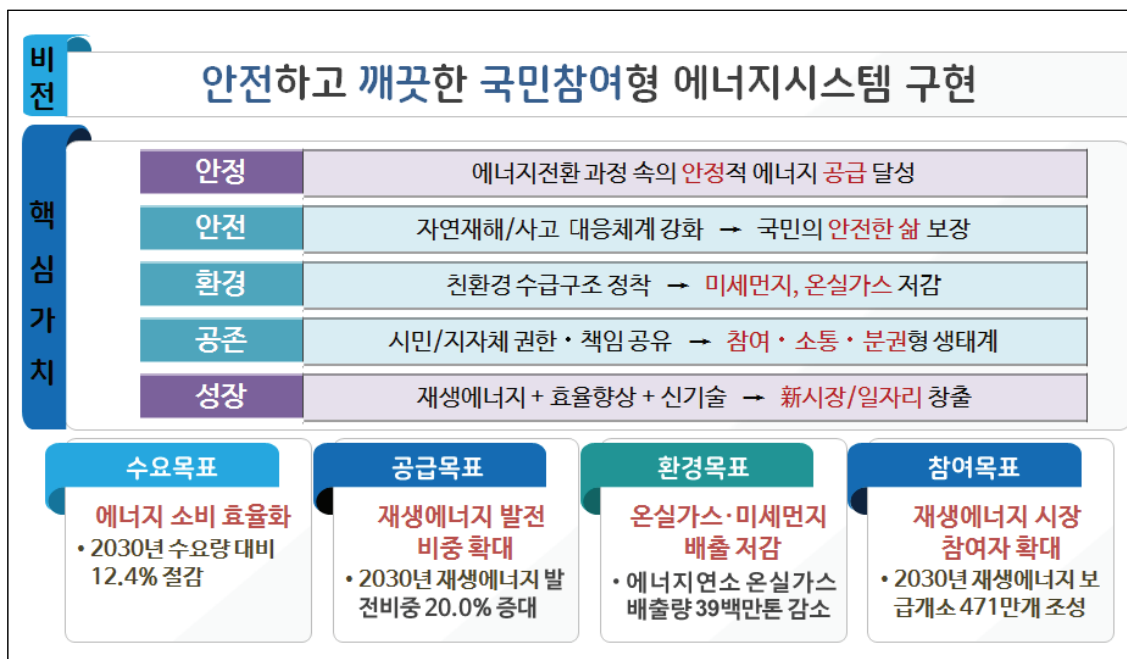 비전
안전하고 깨끗한 국민참여형 에너지시스템 구현
핵심가치
안정
에너지전환 과정 속의 안정적 에너지 공급 달성
안전
자연재해/사고 대응체계 강화 → 국민의 안전한 삶 보장
환경
친환경 수급구조 정착 → 미세먼지, 온실가스 저감
공존
시민/지자체 권한·책임 공유 → 참여·소통·분권형 생태계
성장
재생에너지 + 효율향상 + 신기술 → 新시장/일자리 창출
수요목표
에너지 소비 효율화
• 2030년 수요량 대비
12.4% 절감
공급목표
재생에너지 발전
비중 확대
• 2030년 재생에너지 발
전비중 20.0% 증대
환경목표
온실가스·미세먼지
배출 저감
• 에너지연소 온실가스
배출량 39백만톤 감소
참여목표
재생에너지 시장
참여자 확대
• 2030년 재생에너지 보
급개소 471만개 조성